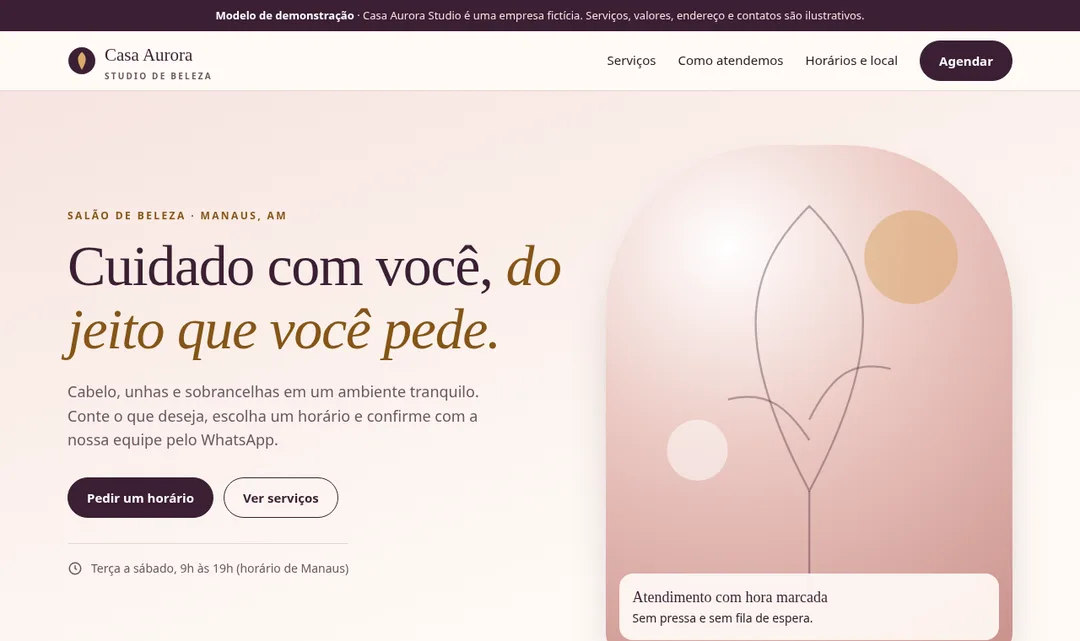 Modelo de demonstração · Casa Aurora Studio é uma empresa fictícia. Serviços, valores, endereço e contatos são ilustrativos.
Casa Aurora
STUDIO DE BELEZA
Serviços
Como atendemos
Horários e local
Agendar
SALÃO DE BELEZA · MANAUS, AM
Cuidado com você, do
jeito que você pede.
Cabelo, unhas e sobrancelhas em um ambiente tranquilo.
Conte o que deseja, escolha um horário e confirme com a
nossa equipe pelo WhatsApp.
Pedir um horário
Ver serviços
Terça a sábado, 9h às 19h (horário de Manaus)
Atendimento com hora marcada
Sem pressa e sem fila de espera.